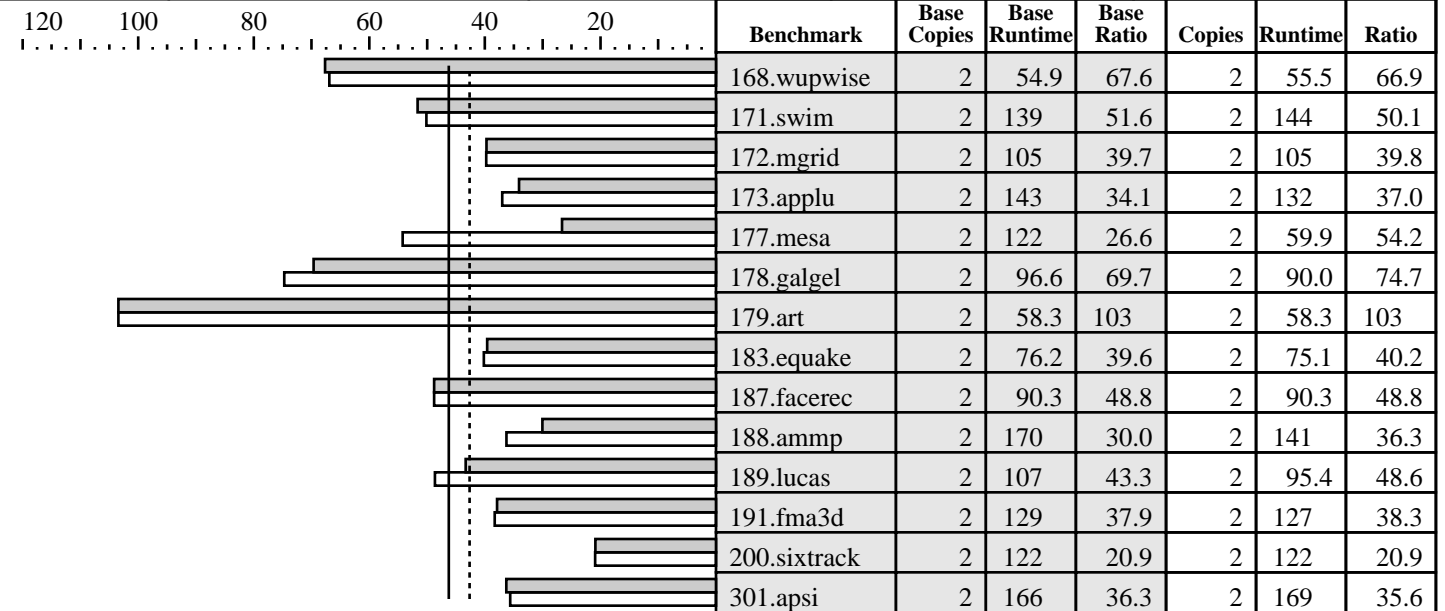 120 100 80 60 40 20
Benchmark Base Copies Base Runtime Base Ratio Copies Runtime Ratio
168.wupwise 2 54.9 67.6 2 55.5 66.9
171.swim 2 139 51.6 2 144 50.1
172.mgrid 2 105 39.7 2 105 39.8
173.applu 2 143 34.1 2 132 37.0
177.mesa 2 122 26.6 2 59.9 54.2
178.galgel 2 96.6 69.7 2 90.0 74.7
179.art 2 58.3 103 2 58.3 103
183.equake 2 76.2 39.6 2 75.1 40.2
187.facerec 2 90.3 48.8 2 90.3 48.8
188.ammp 2 170 30.0 2 141 36.3
189.lucas 2 107 43.3 2 95.4 48.6
191.fma3d 2 129 37.9 2 127 38.3
200.sixtrack 2 122 20.9 2 122 20.9
301.apsi 2 166 36.3 2 169 35.6